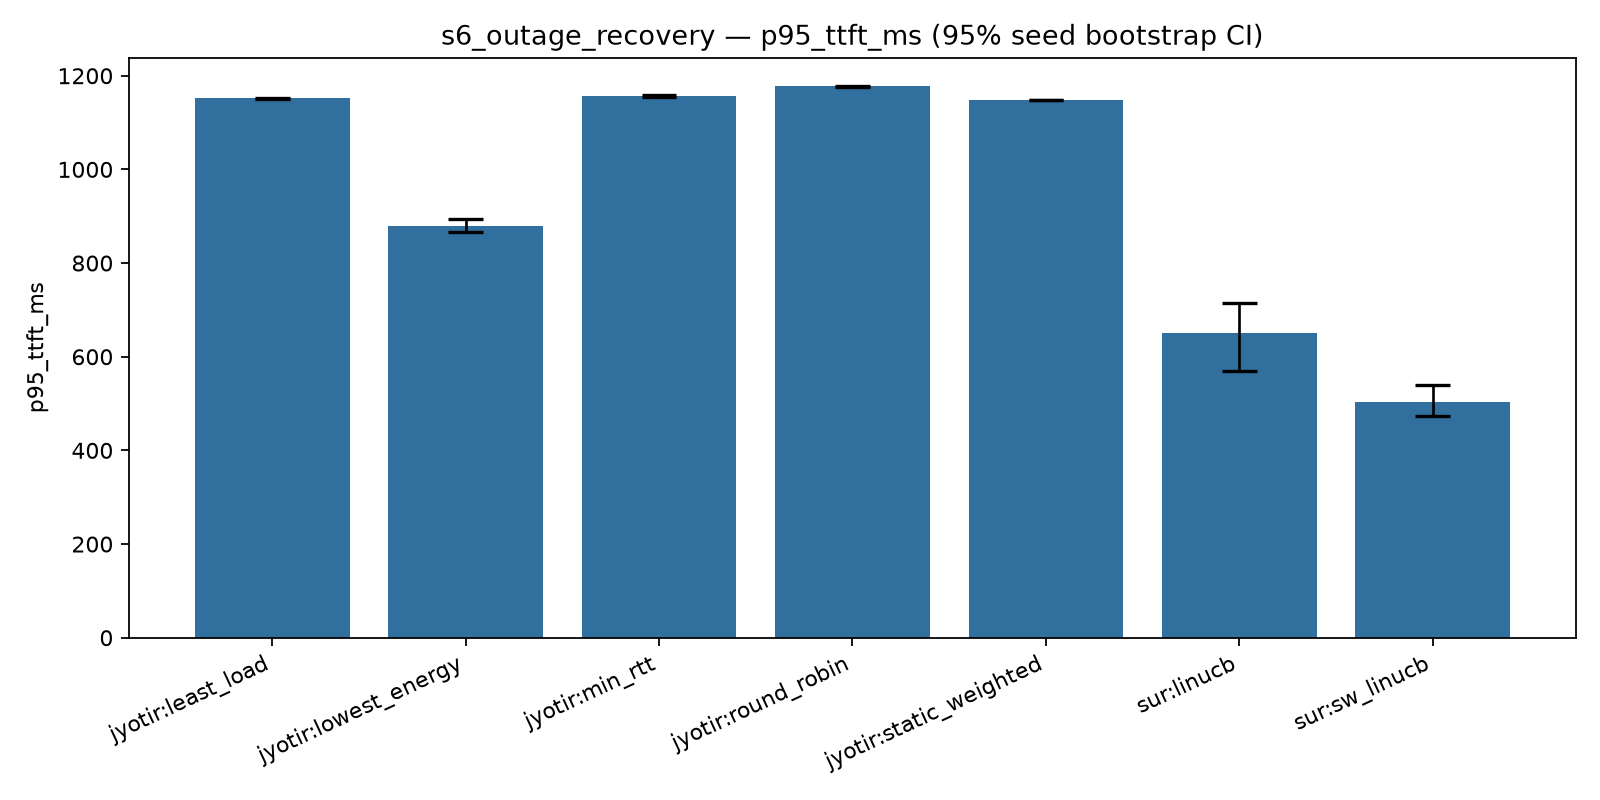 s6_outage_recovery — p95_ttft_ms (95% seed bootstrap CI)
p95_ttft_ms
1200
1000
800
600
400
200
0
jyotir:least_load
jyotir:lowest_energy
jyotir:min_rtt
jyotir:round_robin
jyotir:static_weighted
sur:linucb
sur:sw_linucb